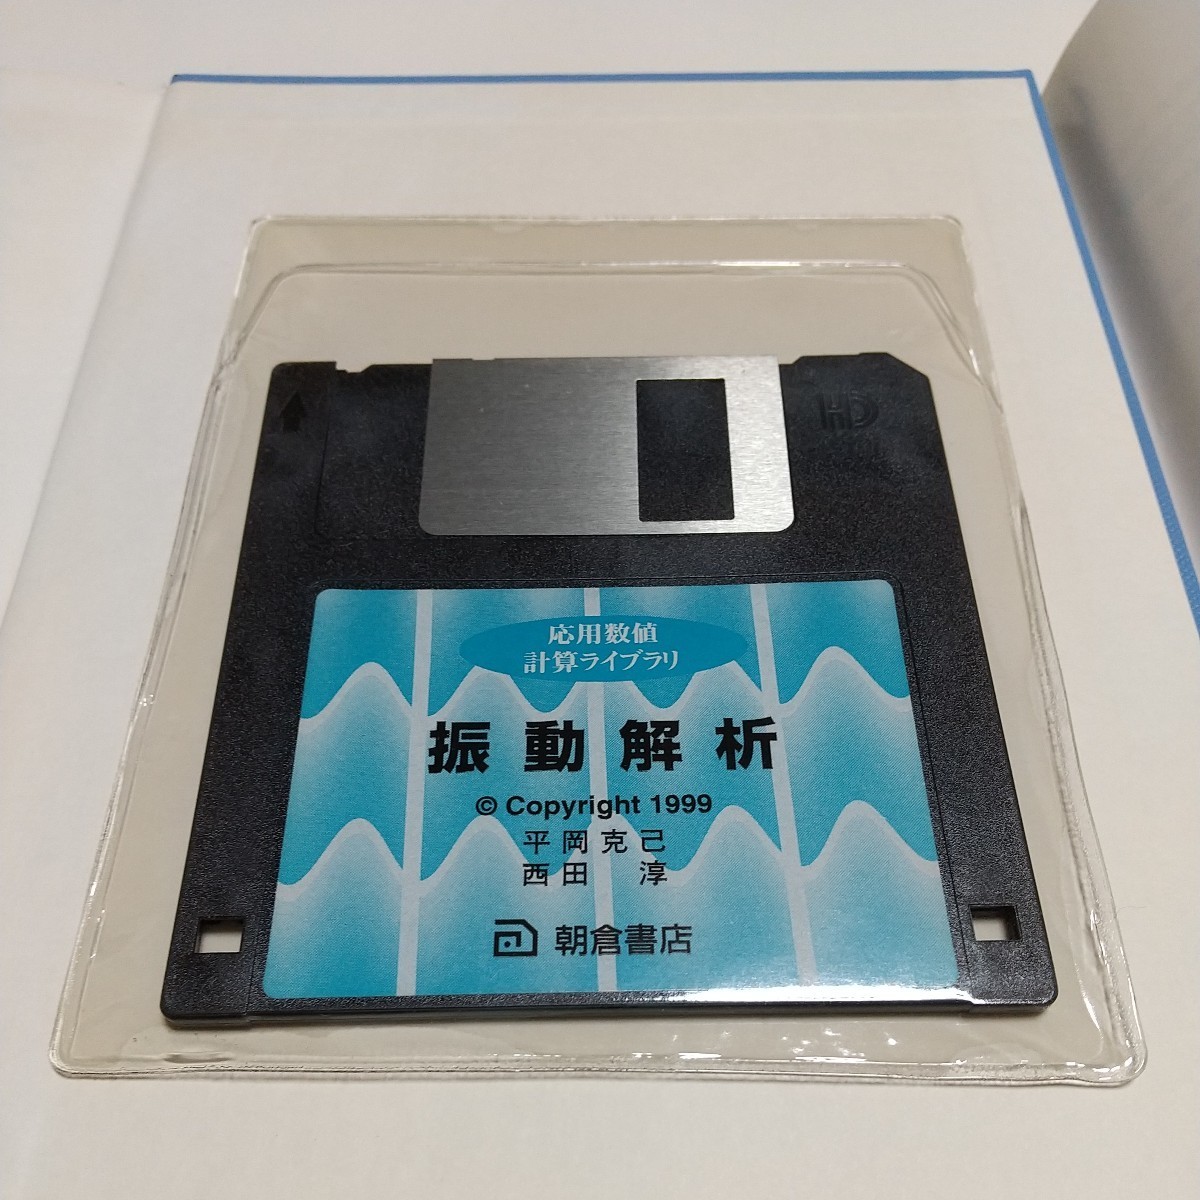 HD
応用数値
計算ライブラリ
振動解析
© Copyright 1999
平岡克己
西田 淳
朝倉書店